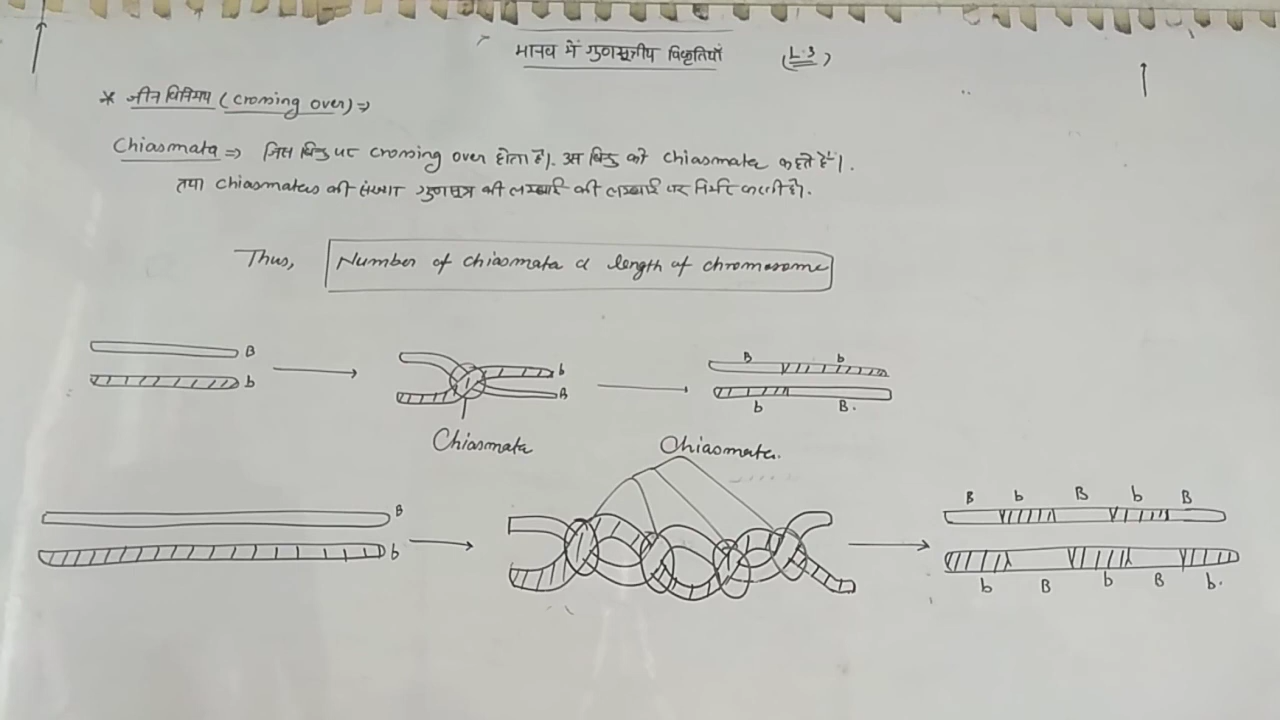 मानव में गुणसूत्रीय विकृतियाँ (L-3)
* जीन विनिमय (Crossing over) ⇒
Chiasmata ⇒ जिस बिन्दु पर crossing over होता है। उस बिन्दु को chiasmata कहते हैं।
तथा chiasmatas की संख्या गुणसूत्र की लम्बाई की लम्बाई पर निर्भर करती है।
Thus, Number of chiasmata α length of chromosome
B b
b
B B
b b B.
Chiasmata Chiasmata.
B b B b B
B
b
b B b B b.